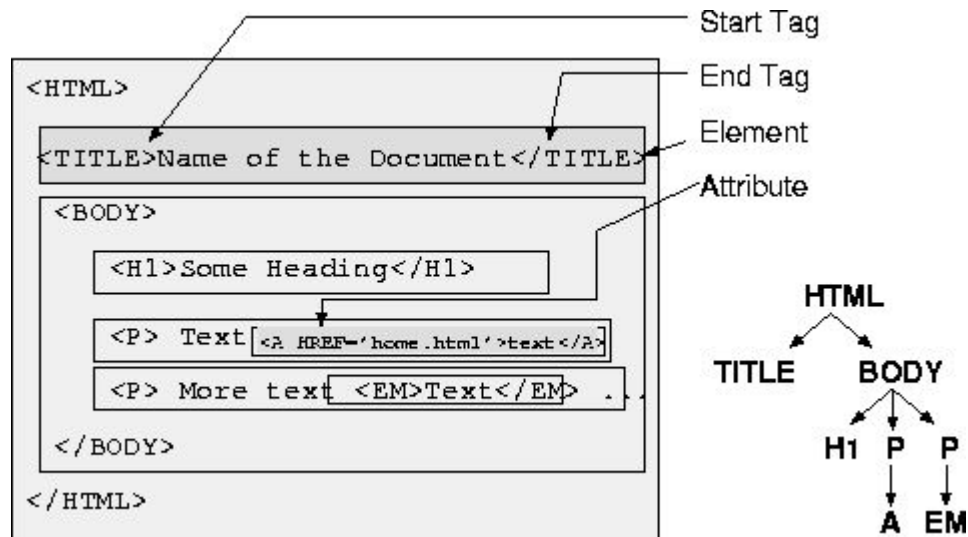 Start Tag
End Tag
Element
Attribute
<HTML>
<TITLE>Name of the Document</TITLE>
<BODY>
<H1>Some Heading</H1>
<P> Text <A HREF='home.html'>text</A>
<P> More text <EM>Text</EM> ...
</BODY>
</HTML>
HTML
TITLE BODY
H1 P P
A EM